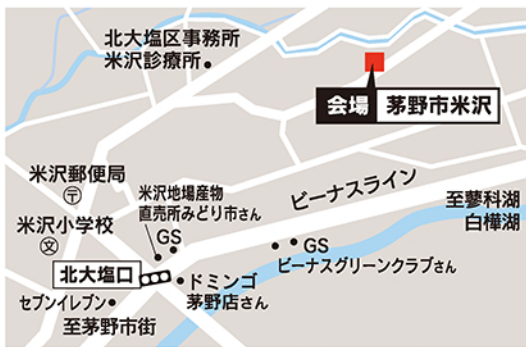 北大塩区事務所
米沢診療所
会場 茅野市米沢
米沢郵便局
〒
米沢小学校
文
米沢地場産物
直売所みどり市さん
GS
ビーナスライン
至蓼科湖
白樺湖
GS
ビーナスグリーンクラブさん
北大塩口
ドミンゴ
茅野店さん
セブンイレブン
至茅野市街